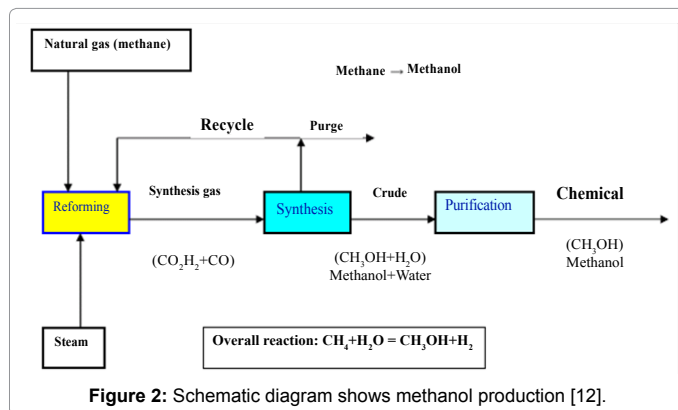 Natural gas (methane)
Methane → Methanol
Recycle
Purge
Reforming
Synthesis gas
Synthesis
Crude
Purification
Chemical
(CO₂H₂+CO)
(CH₃OH+H₂O)
Methanol+Water
(CH₃OH)
Methanol
Steam
Overall reaction: CH₄+H₂O = CH₃OH+H₂
Figure 2: Schematic diagram shows methanol production [12].